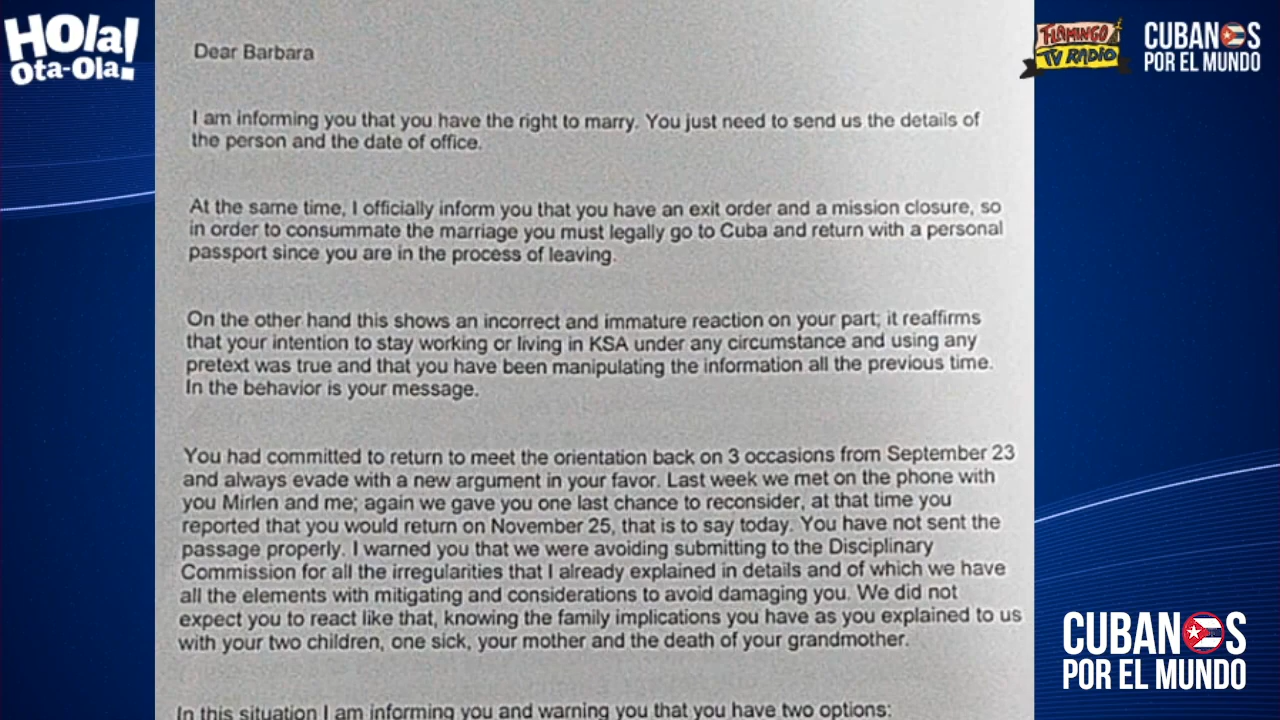 HOla!
Ota-Ola!
FLAMINGO
TV RADIO
CUBANOS
POR EL MUNDO
Dear Barbara
I am informing you that you have the right to marry. You just need to send us the details of
the person and the date of office.
At the same time, I officially inform you that you have an exit order and a mission closure, so
in order to consummate the marriage you must legally go to Cuba and return with a personal
passport since you are in the process of leaving.
On the other hand this shows an incorrect and immature reaction on your part; it reaffirms
that your intention to stay working or living in KSA under any circumstance and using any
pretext was true and that you have been manipulating the information all the previous time.
In the behavior is your message.
You had committed to return to meet the orientation back on 3 occasions from September 23
and always evade with a new argument in your favor. Last week we met on the phone with
you Mirlen and me; again we gave you one last chance to reconsider, at that time you
reported that you would return on November 25, that is to say today. You have not sent the
passage properly. I warned you that we were avoiding submitting to the Disciplinary
Commission for all the irregularities that I already explained in details and of which we have
all the elements with mitigating and considerations to avoid damaging you. We did not
expect you to react like that, knowing the family implications you have as you explained to us
with your two children, one sick, your mother and the death of your grandmother.
In this situation I am informing you and warning you that you have two options:
CUBANOS
POR EL MUNDO